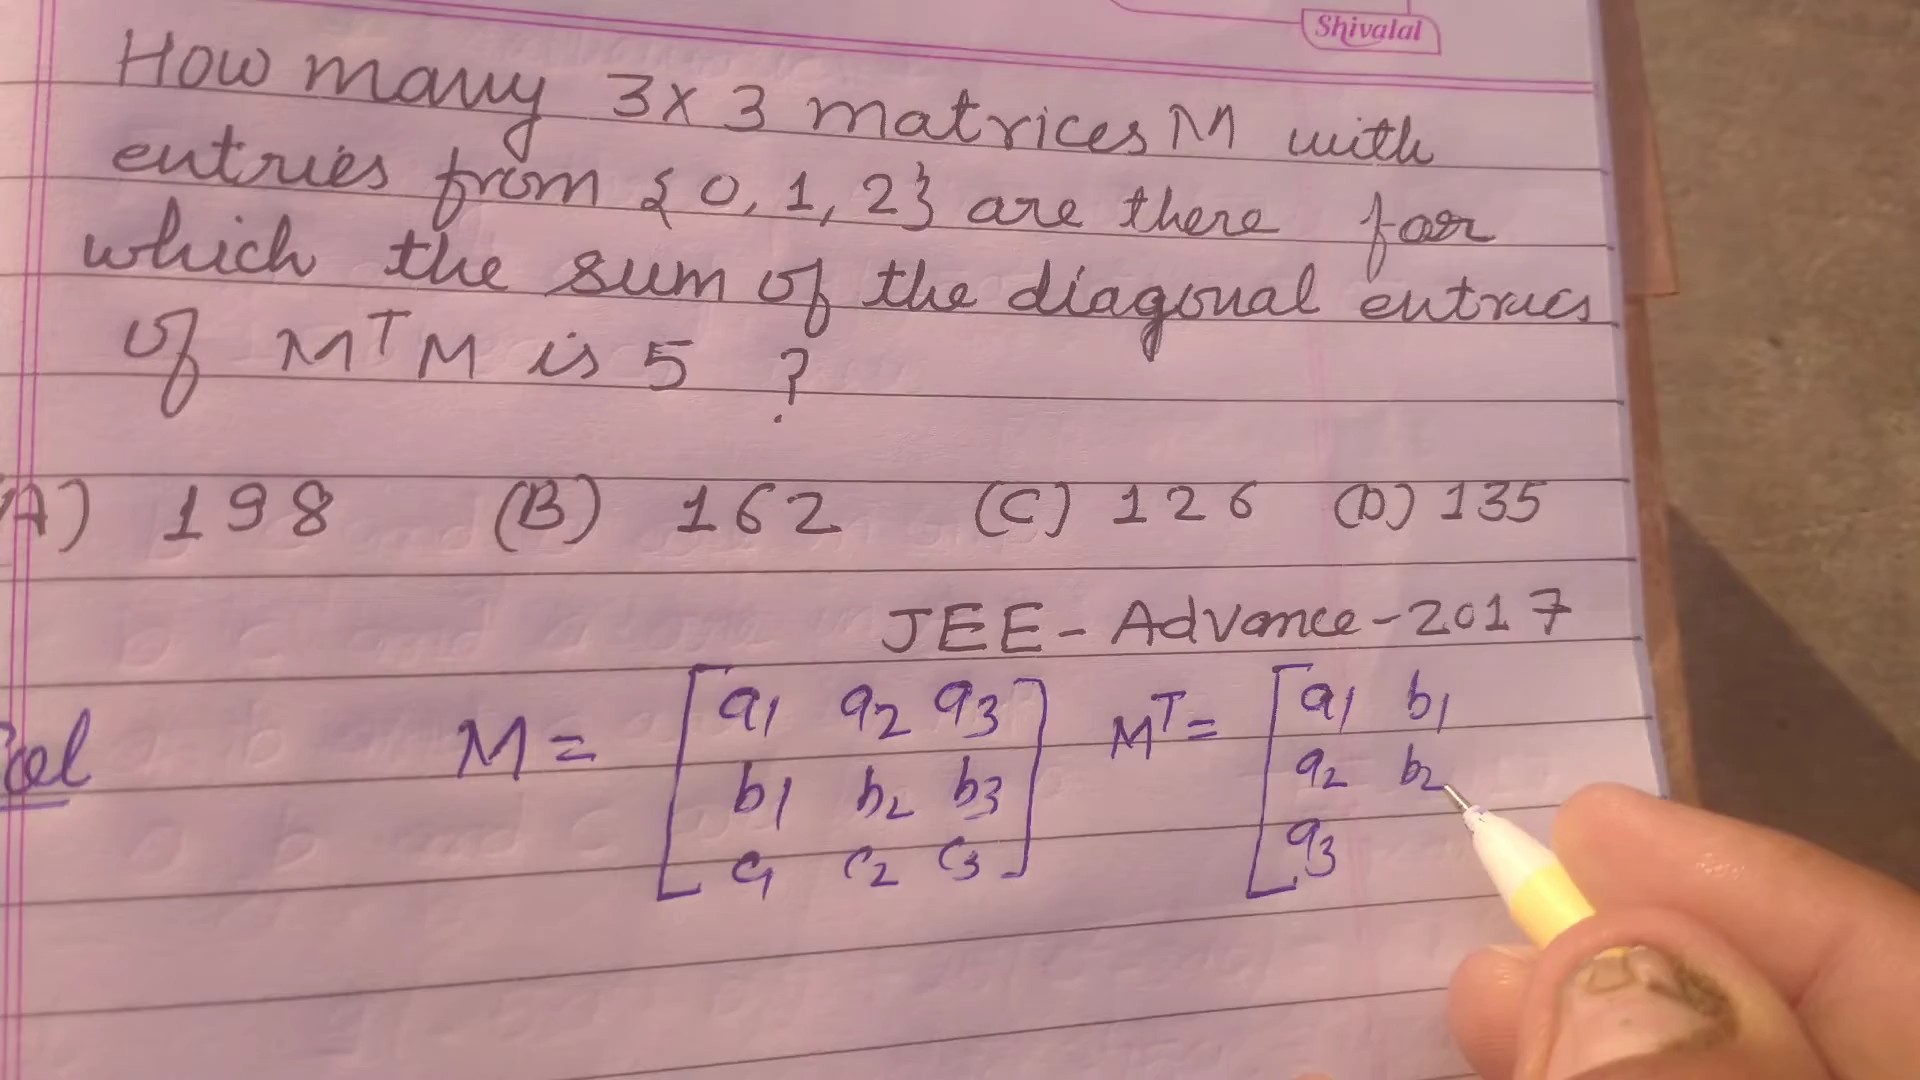 Shivalal
How many 3x3 matrices M with
entries from {0, 1, 2} are there for
which the sum of the diagonal entries
of MᵀM is 5 ?
A) 198 (B) 162 (C) 126 (D) 135
JEE - Advance - 2017
M = [ a1 a2 a3 Mᵀ = [ a1 b1
b1 b2 b3 a2 b2
c1 c2 c3 ] a3